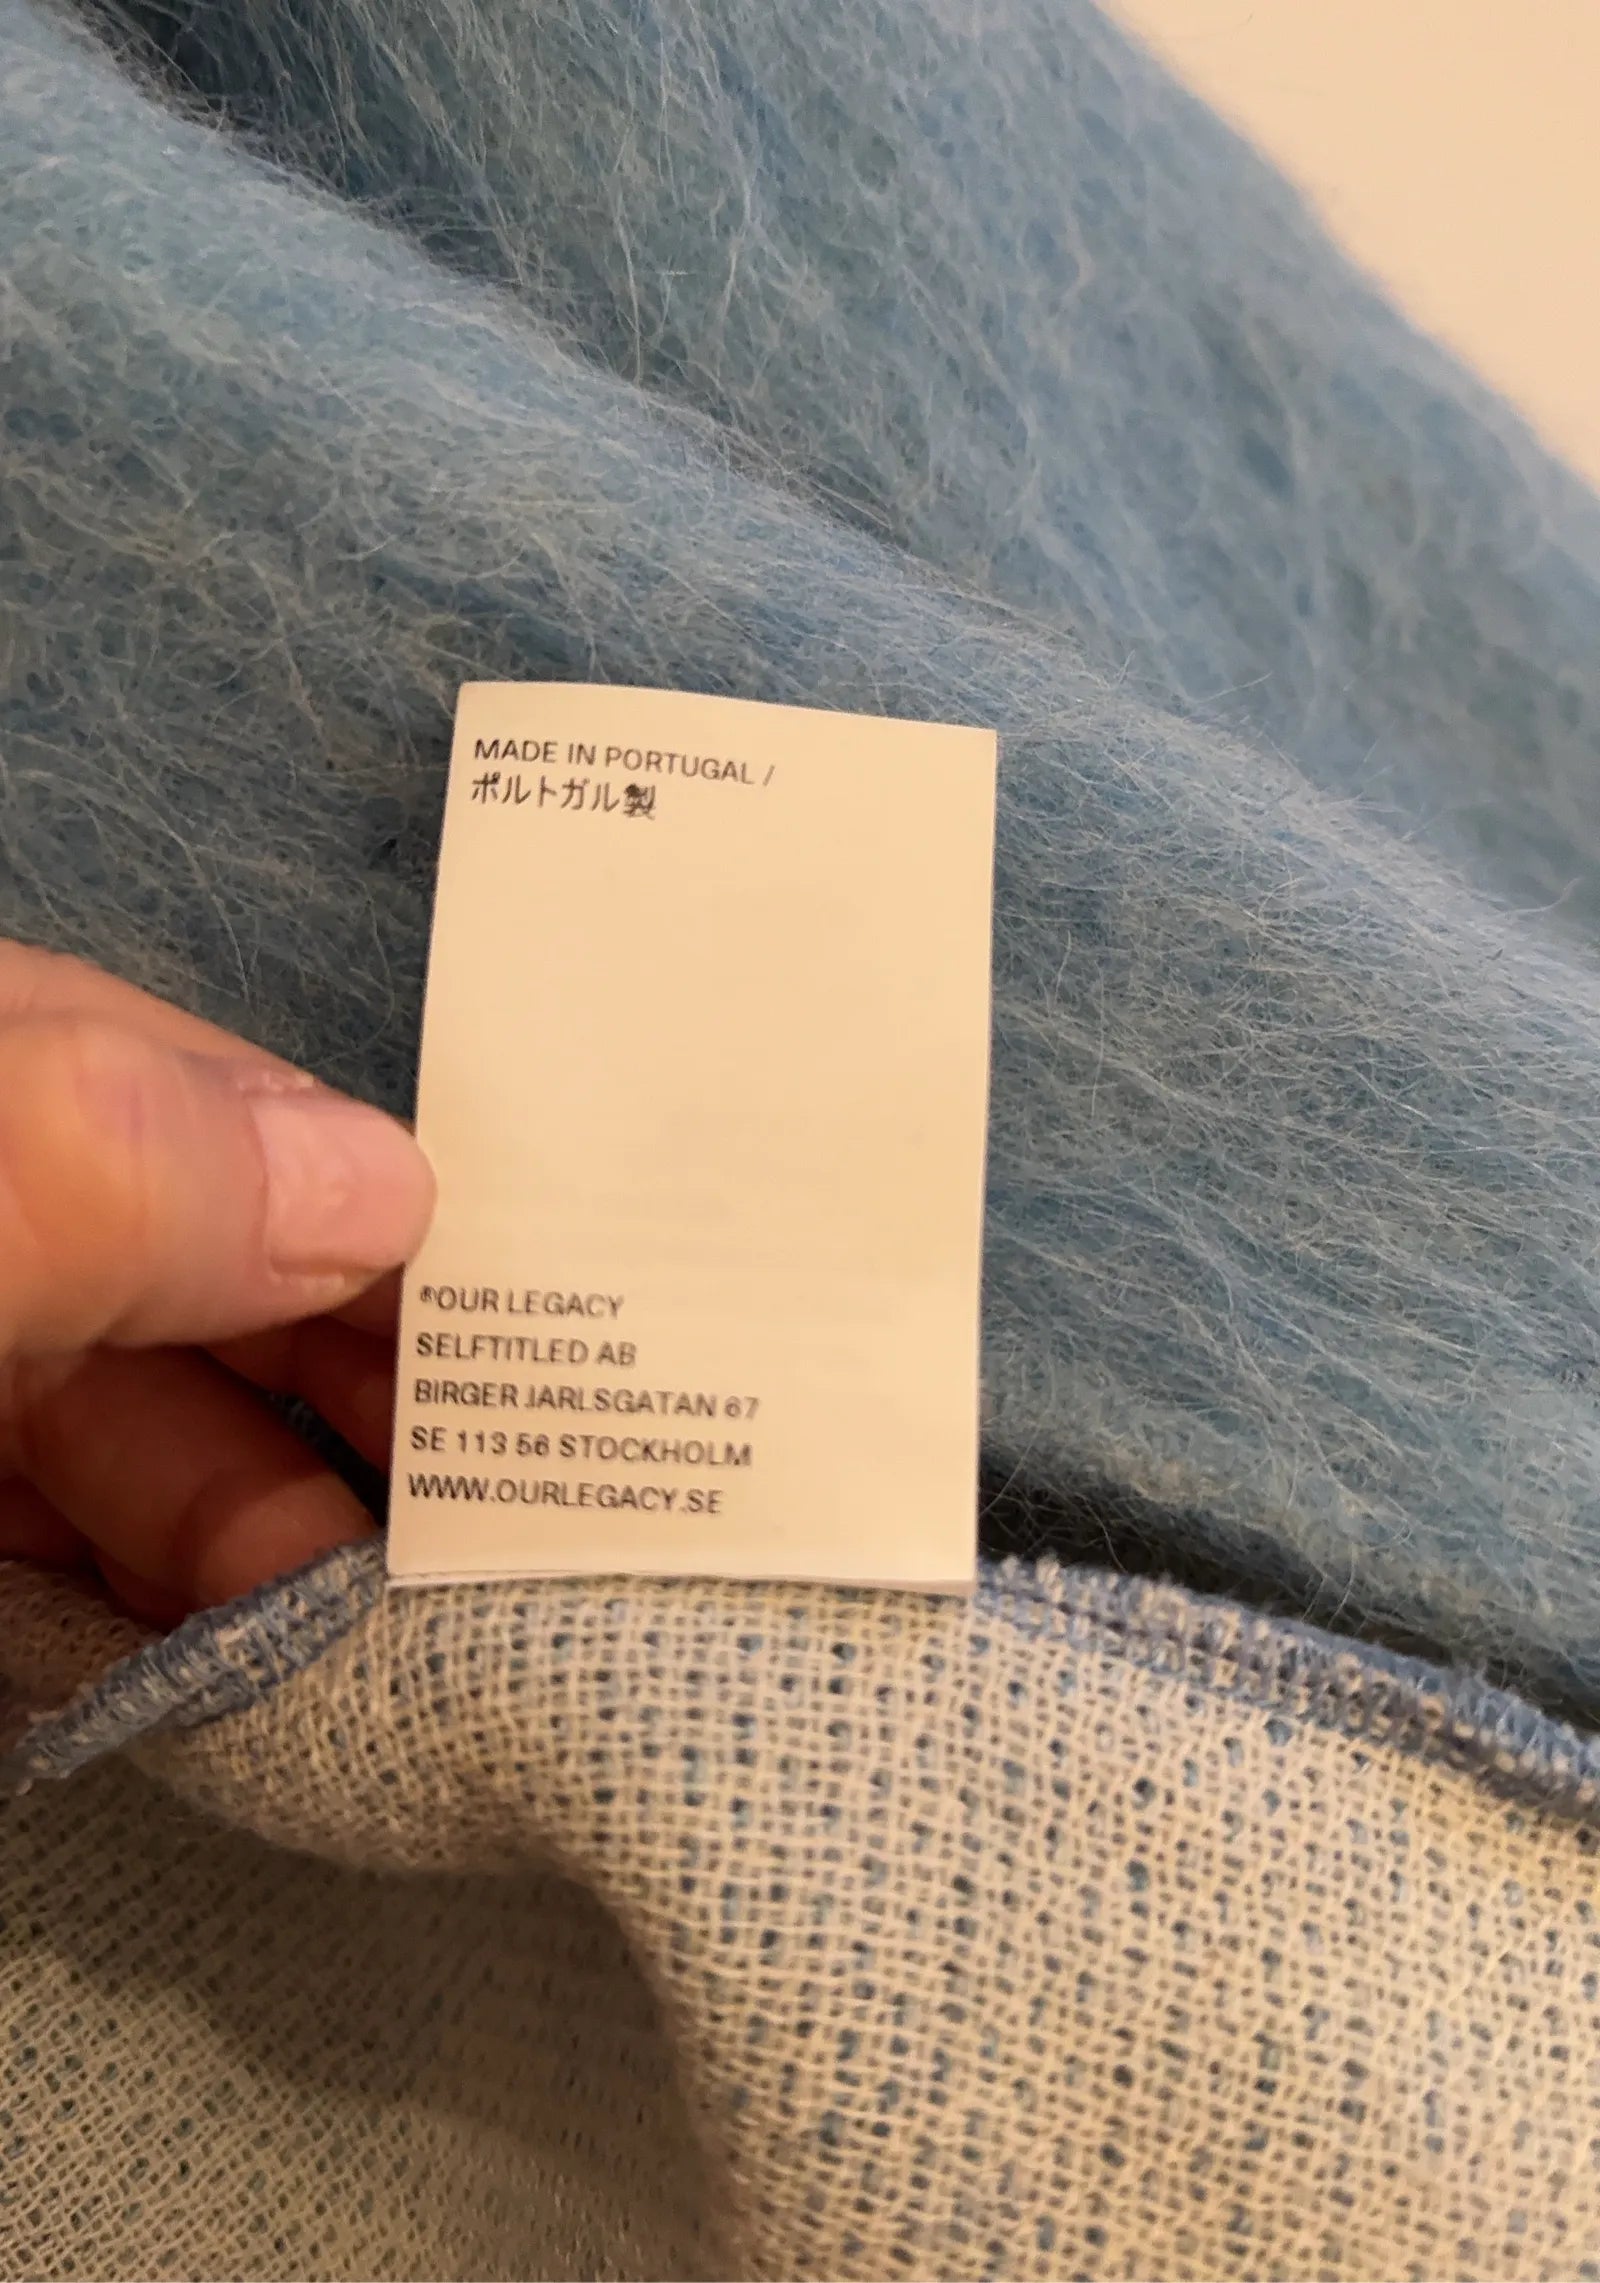 MADE IN PORTUGAL /
ポルトガル製
®OUR LEGACY
SELFTITLED AB
BIRGER JARLSGATAN 67
SE 113 56 STOCKHOLM
WWW.OURLEGACY.SE